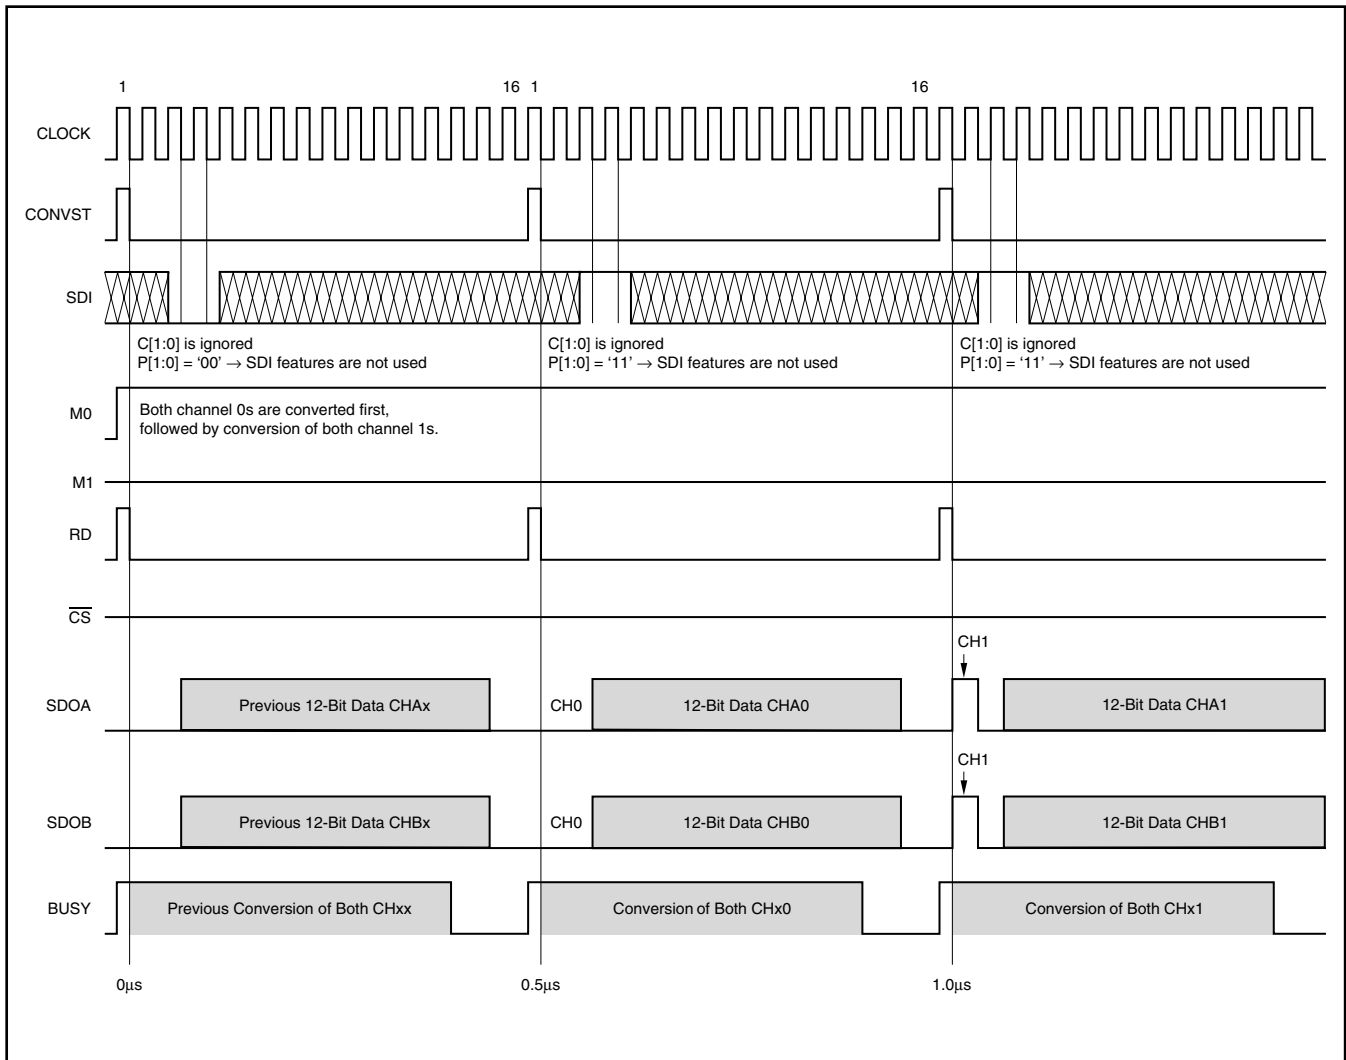 1 16 1 16
CLOCK
CONVST
SDI
C[1:0] is ignored
P[1:0] = ‘00’ → SDI features are not used
C[1:0] is ignored
P[1:0] = ‘11’ → SDI features are not used
C[1:0] is ignored
P[1:0] = ‘11’ → SDI features are not used
M0
Both channel 0s are converted first,
followed by conversion of both channel 1s.
M1
RD
CS
CH1
SDOA Previous 12-Bit Data CHAx CH0 12-Bit Data CHA0 12-Bit Data CHA1
CH1
SDOB Previous 12-Bit Data CHBx CH0 12-Bit Data CHB0 12-Bit Data CHB1
BUSY Previous Conversion of Both CHxx Conversion of Both CHx0 Conversion of Both CHx1
0μs 0.5μs 1.0μs